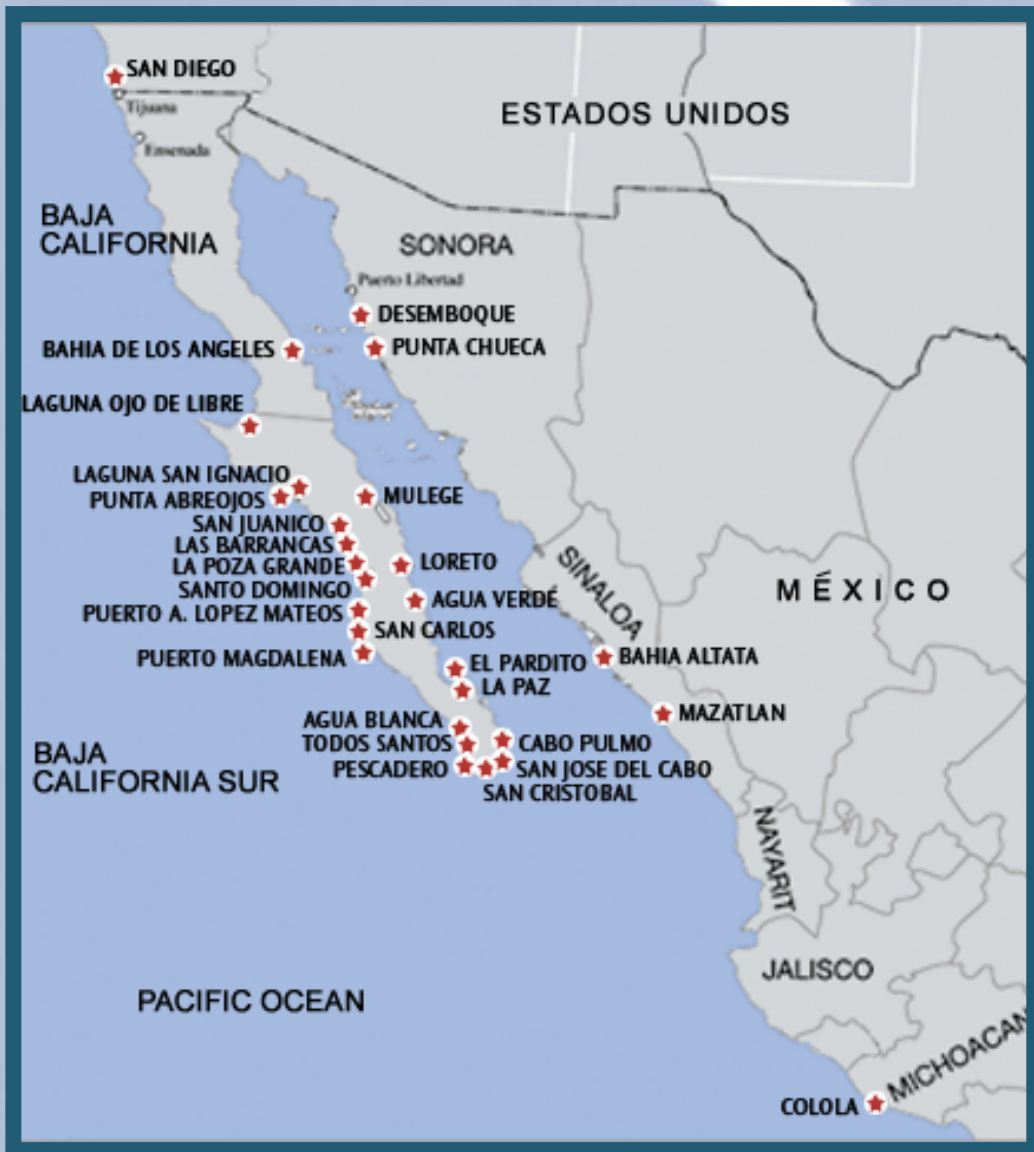 SAN DIEGO
Tijuana
ESTADOS UNIDOS
Ensenada
BAJA
CALIFORNIA
SONORA
Puerto Libertad
DESEMBOQUE
BAHIA DE LOS ANGELES
PUNTA CHUECA
LAGUNA OJO DE LIBRE
LAGUNA SAN IGNACIO
PUNTA ABREOJOS
MULEGE
SAN JUANICO
LAS BARRANCAS
LA POZA GRANDE
LORETO
SINALOA
SANTO DOMINGO
MÉXICO
AGUA VERDÉ
PUERTO A. LOPEZ MATEOS
SAN CARLOS
PUERTO MAGDALENA
EL PARDITO
BAHIA ALTATA
LA PAZ
AGUA BLANCA
MAZATLAN
TODOS SANTOS
CABO PULMO
BAJA
CALIFORNIA SUR
PESCADERO
SAN JOSE DEL CABO
SAN CRISTOBAL
NAYARIT
JALISCO
PACIFIC OCEAN
MICHOACAN
COLOLA